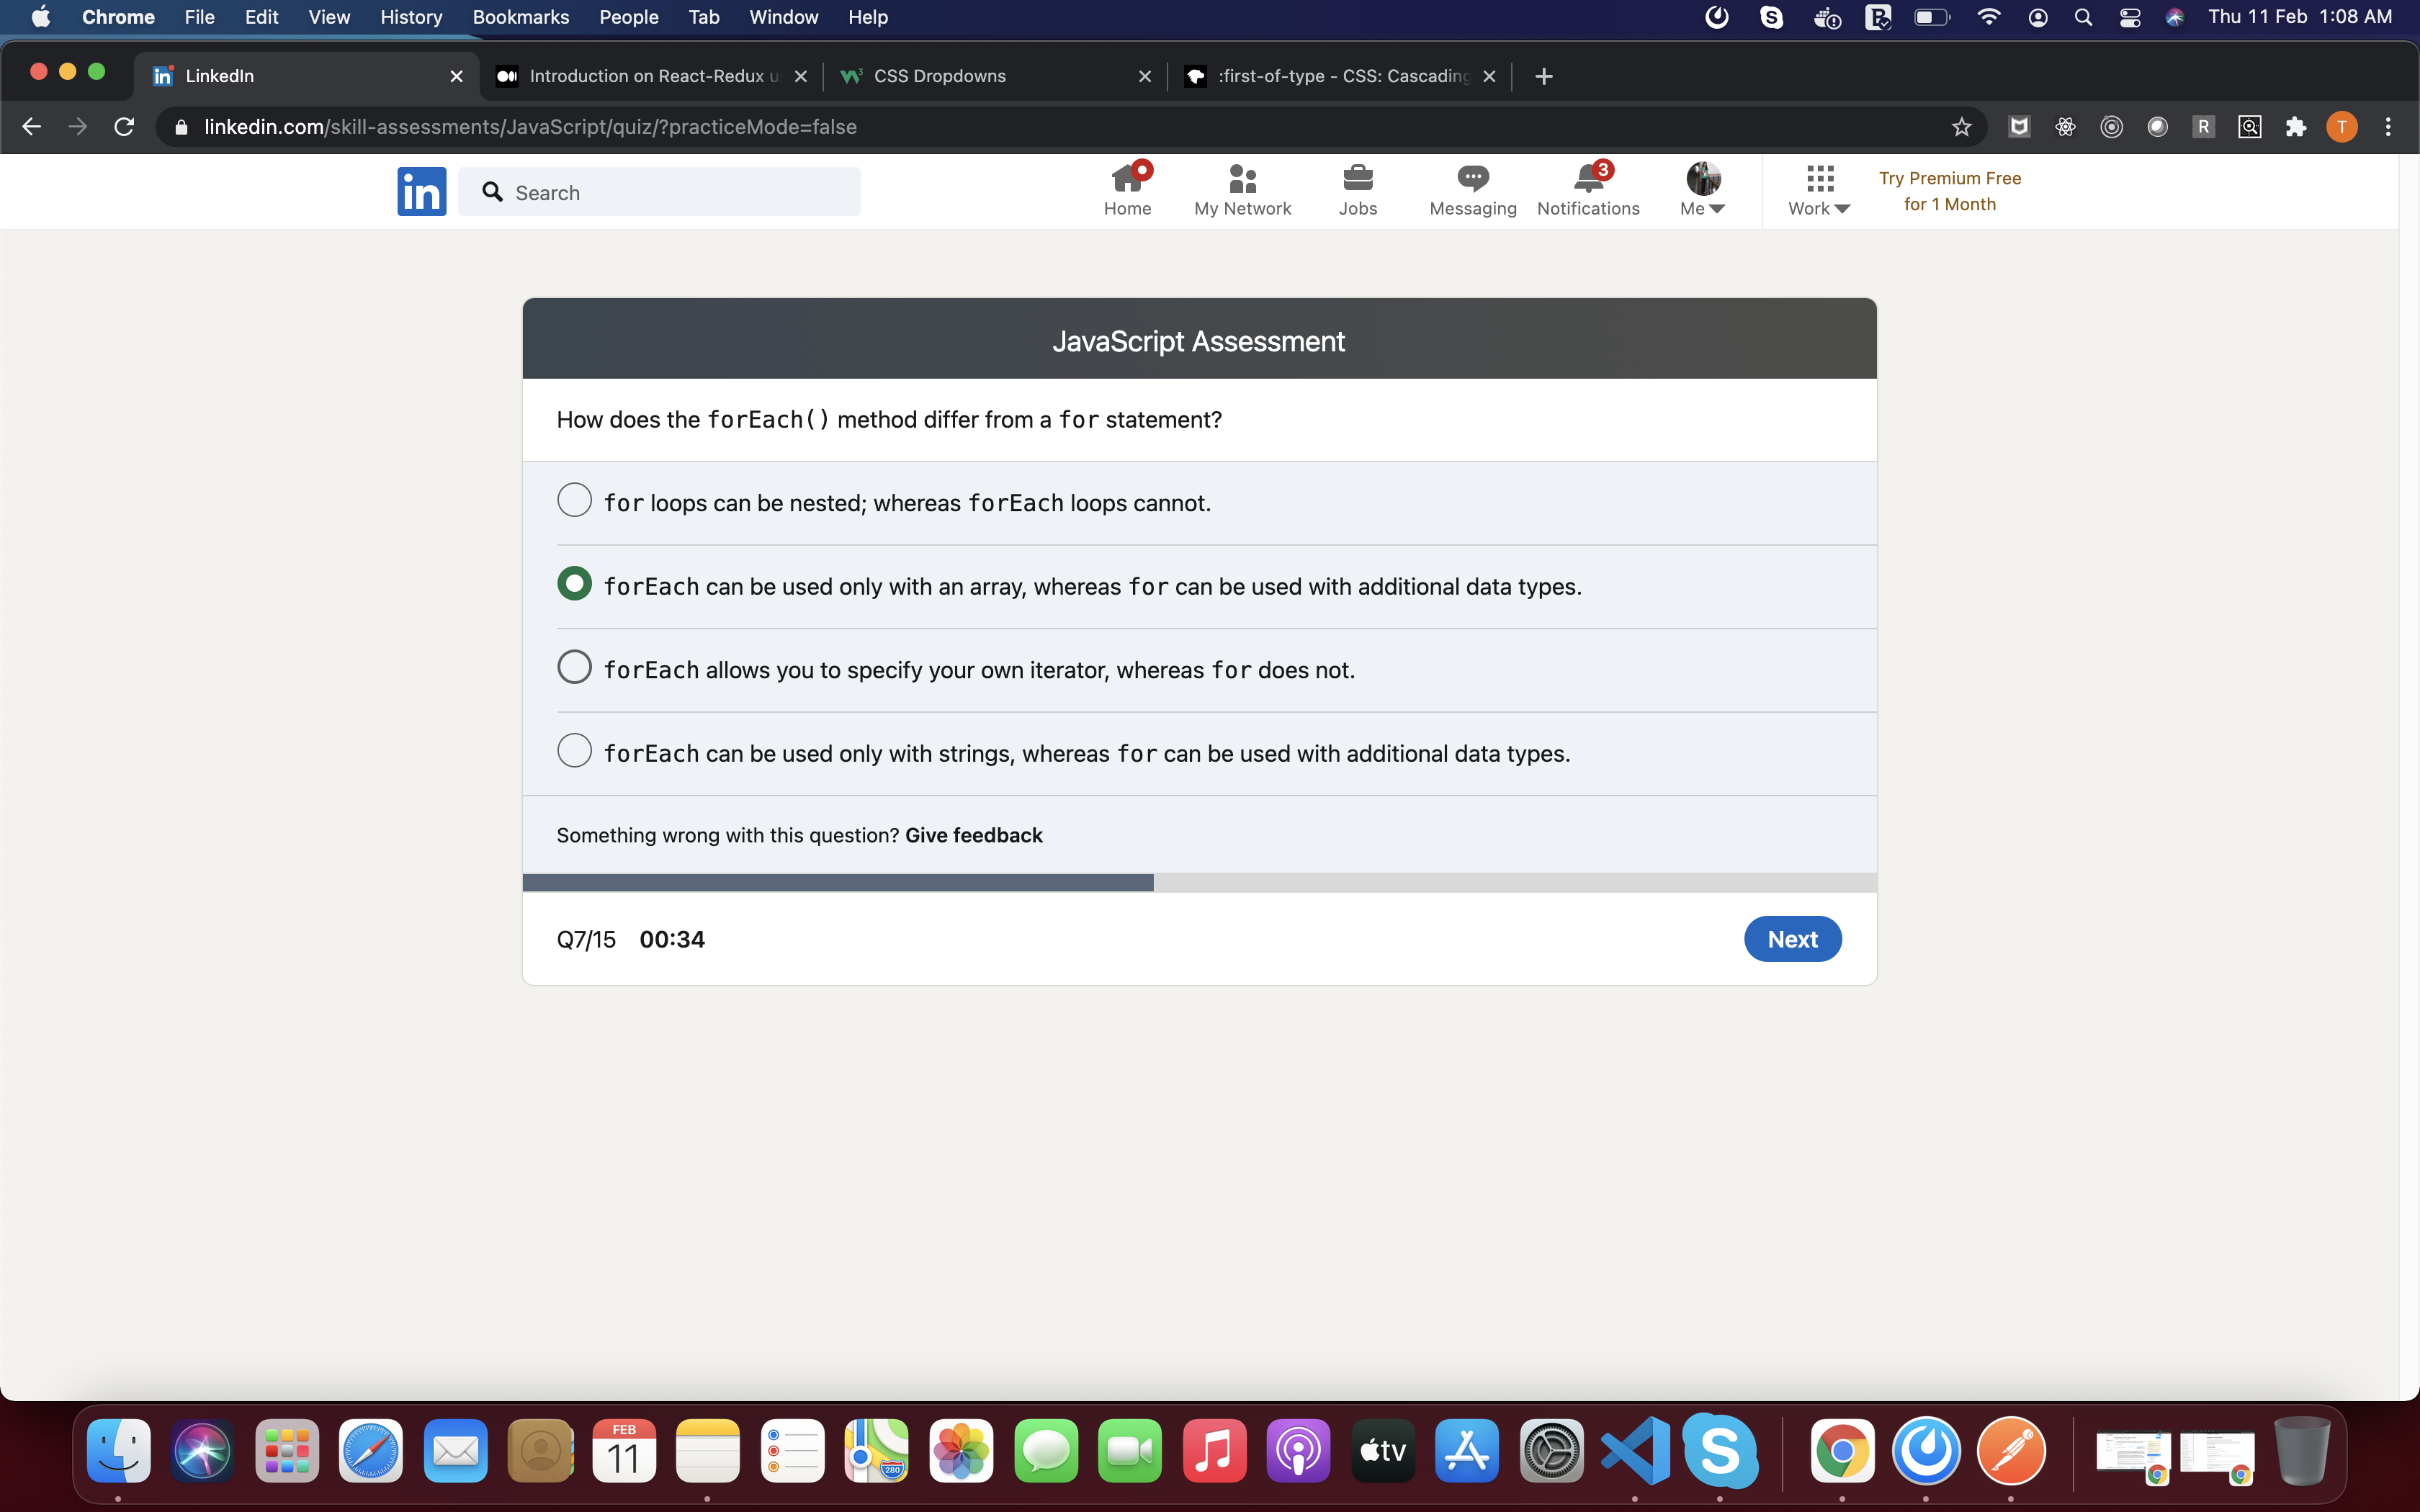 Chrome File Edit View History Bookmarks People Tab Window Help Thu 11 Feb 1:08 AM
LinkedIn Introduction on React-Redux u CSS Dropdowns :first-of-type - CSS: Cascading
linkedin.com/skill-assessments/JavaScript/quiz/?practiceMode=false
in Search Home My Network Jobs Messaging 3 Notifications Me Work Try Premium Free
for 1 Month
JavaScript Assessment
How does the forEach() method differ from a for statement?
for loops can be nested; whereas forEach loops cannot.
forEach can be used only with an array, whereas for can be used with additional data types.
forEach allows you to specify your own iterator, whereas for does not.
forEach can be used only with strings, whereas for can be used with additional data types.
Something wrong with this question? Give feedback
Q7/15 00:34 Next
FEB
11
280
tv
S